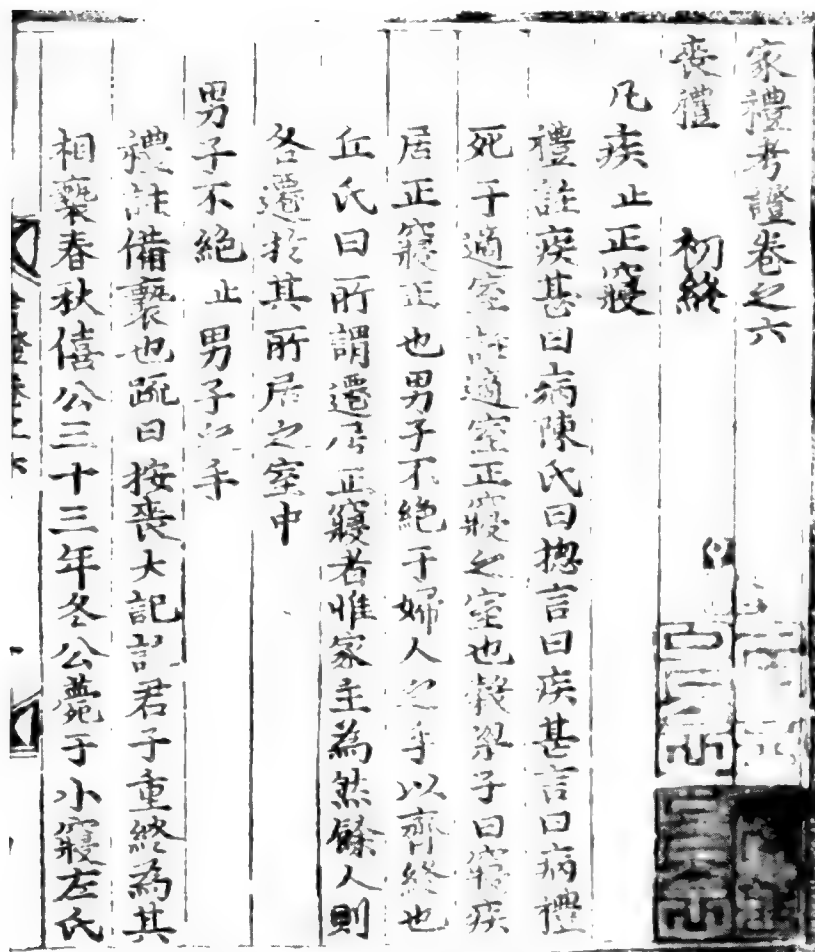 家禮考證卷之六
喪禮 初終
凡疾止正寢
禮註疾甚曰病陳氏曰揔言曰疾甚言曰病禮
死于適室註適室正寢之室也穀梁子曰寢疾
居正寢正也男子不絶于婦人之手以齊終也
丘氏曰所謂遷居正寢者惟家主為然餘人則
各遷於其所居之室中
男子不絶止男子之手
禮註備褻也疏曰按喪大記註君子重終為其
相褻春秋僖公三十三年冬公薨于小寢左氏